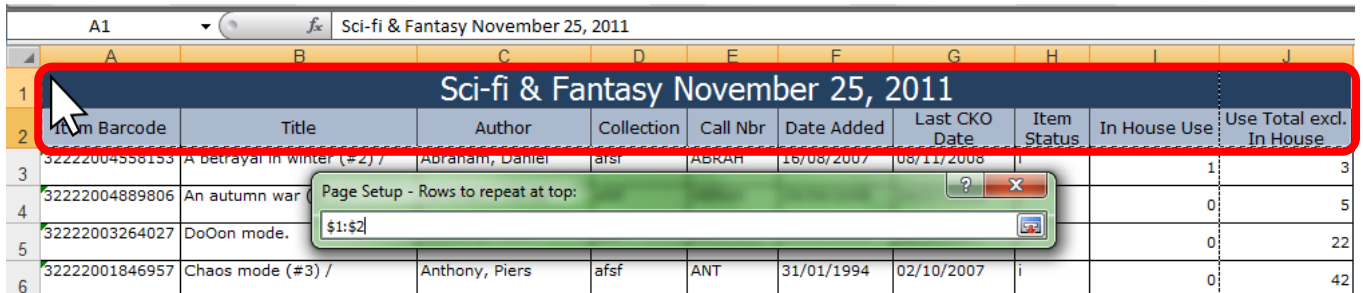 A1 fx Sci-fi & Fantasy November 25, 2011
A B C D E F G H I J
1 Sci-fi & Fantasy November 25, 2011
2 Item Barcode Title Author Collection Call Nbr Date Added Last CKO Date Item Status In House Use Use Total excl. In House
3 32222004558153 A betrayal in winter (#2) / Abraham, Daniel afsf ABRAH 16/08/2007 08/11/2008 i 1 3
Page Setup - Rows to repeat at top: ?
4 32222004889806 An autumn war 0 5
$1:$2
5 32222003264027 DoOon mode. 0 22
6 32222001846957 Chaos mode (#3) / Anthony, Piers afsf ANT 31/01/1994 02/10/2007 i 0 42